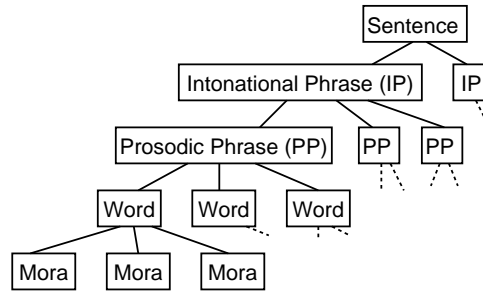 Sentence
Intonational Phrase (IP) IP
Prosodic Phrase (PP) PP PP
Word Word Word
Mora Mora Mora